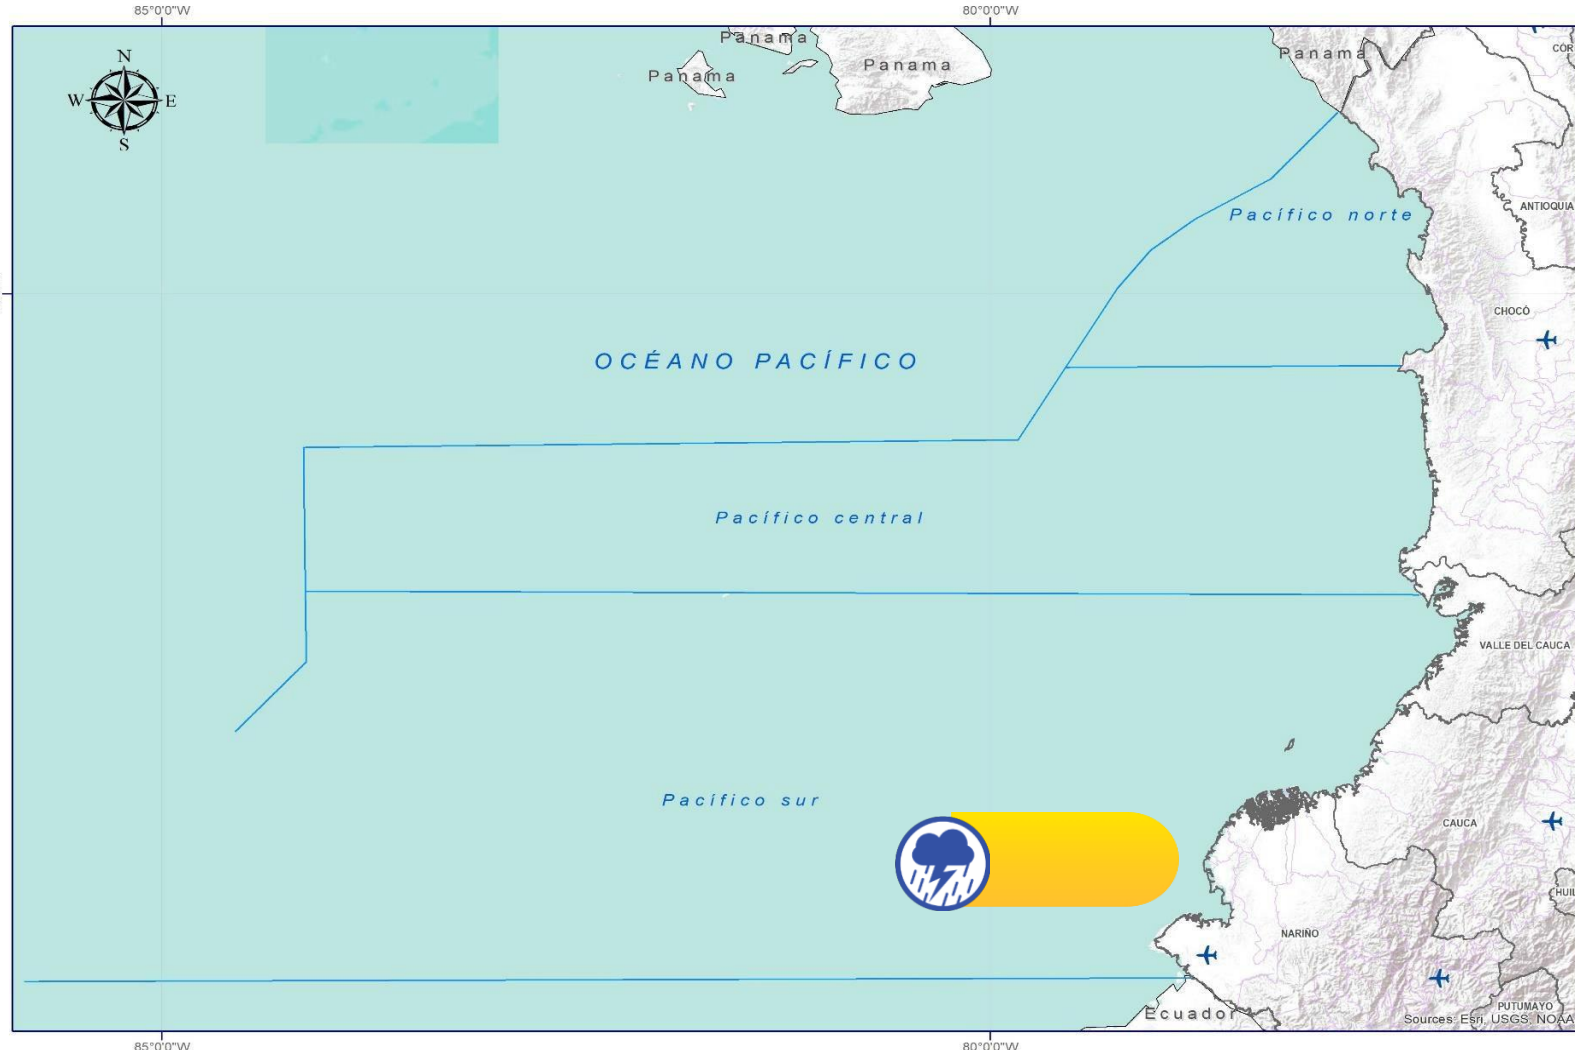 85°0'0"W
80°0'0"W
N
W
E
S
Panama
Panama
Panama
Panama
CÓR
ANTIOQUIA
Pacífico norte
CHOCÓ
OCÉANO PACÍFICO
Pacífico central
VALLE DEL CAUCA
Pacífico sur
CAUCA
HUIL
NARIÑO
PUTUMAYO
Ecuador
Sources: Esri, USGS, NOAA
85°0'0"W
80°0'0"W